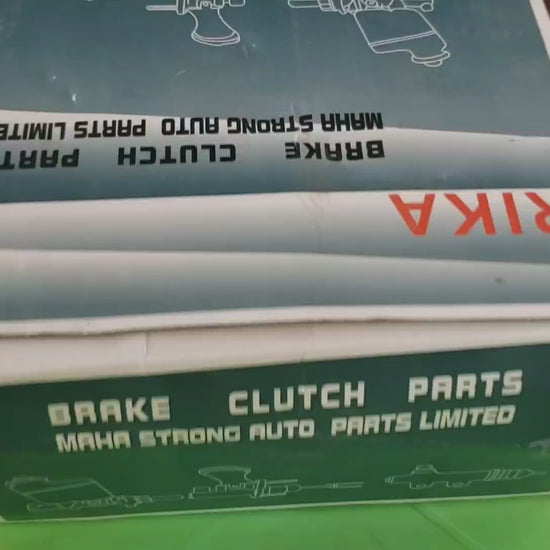 MAHA STRONG AUTO PARTS LIMITE
BRAKE CLUTCH PART
RIKA
BRAKE CLUTCH PARTS
MAHA STRONG AUTO PARTS LIMITED